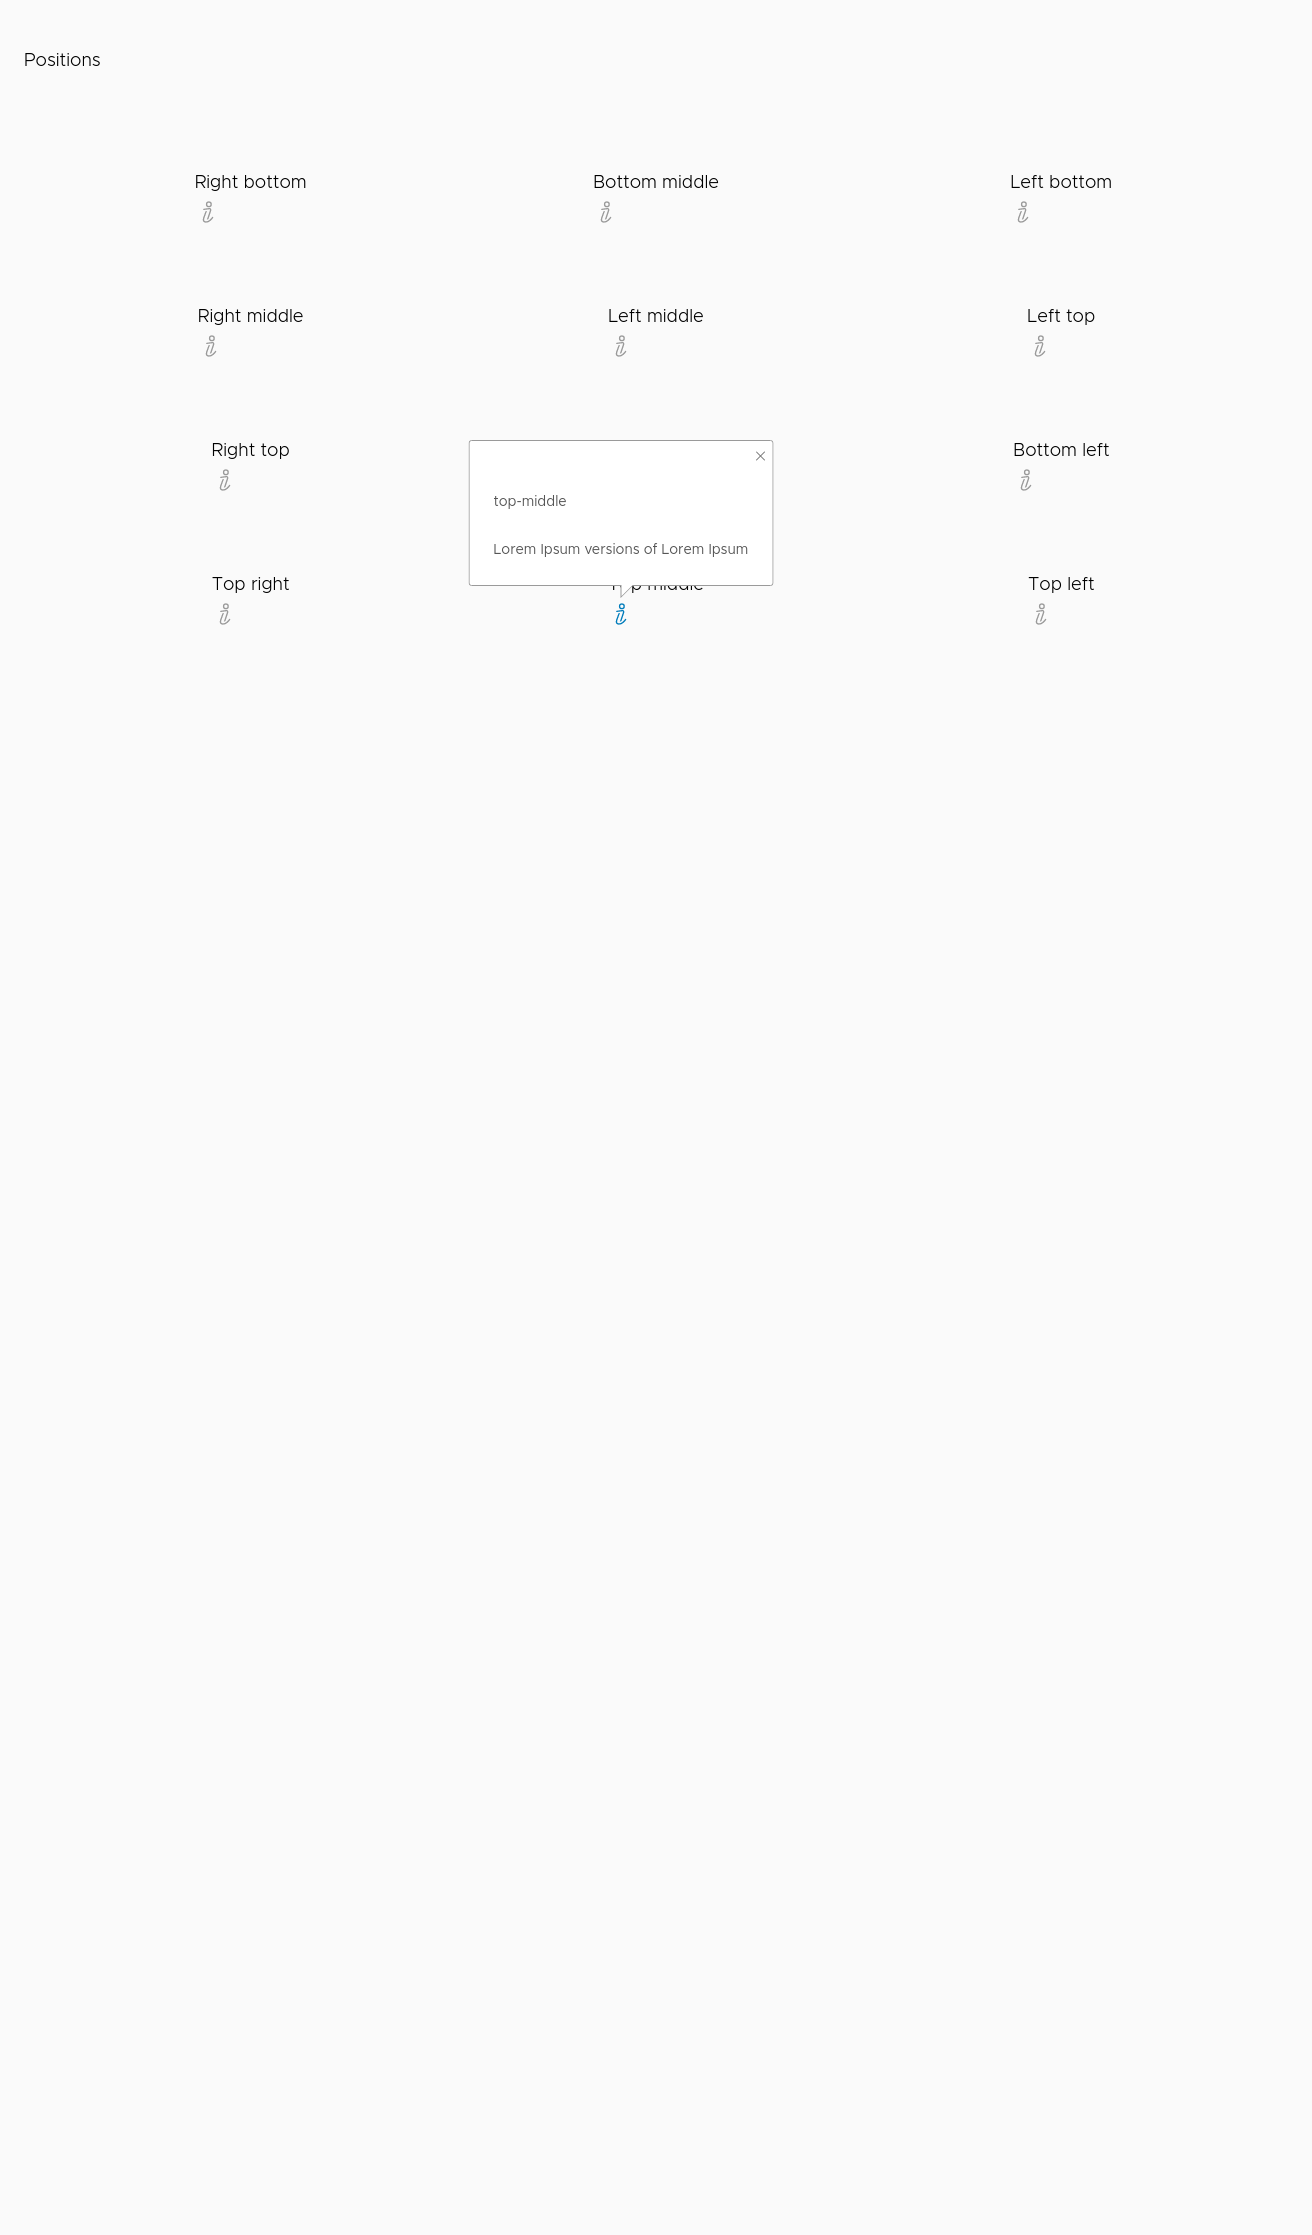 Positions
Right bottom
Bottom middle
Left bottom
Right middle
Left middle
Left top
Right top
Bottom left
top-middle
Lorem Ipsum versions of Lorem Ipsum
Top right
Top middle
Top left